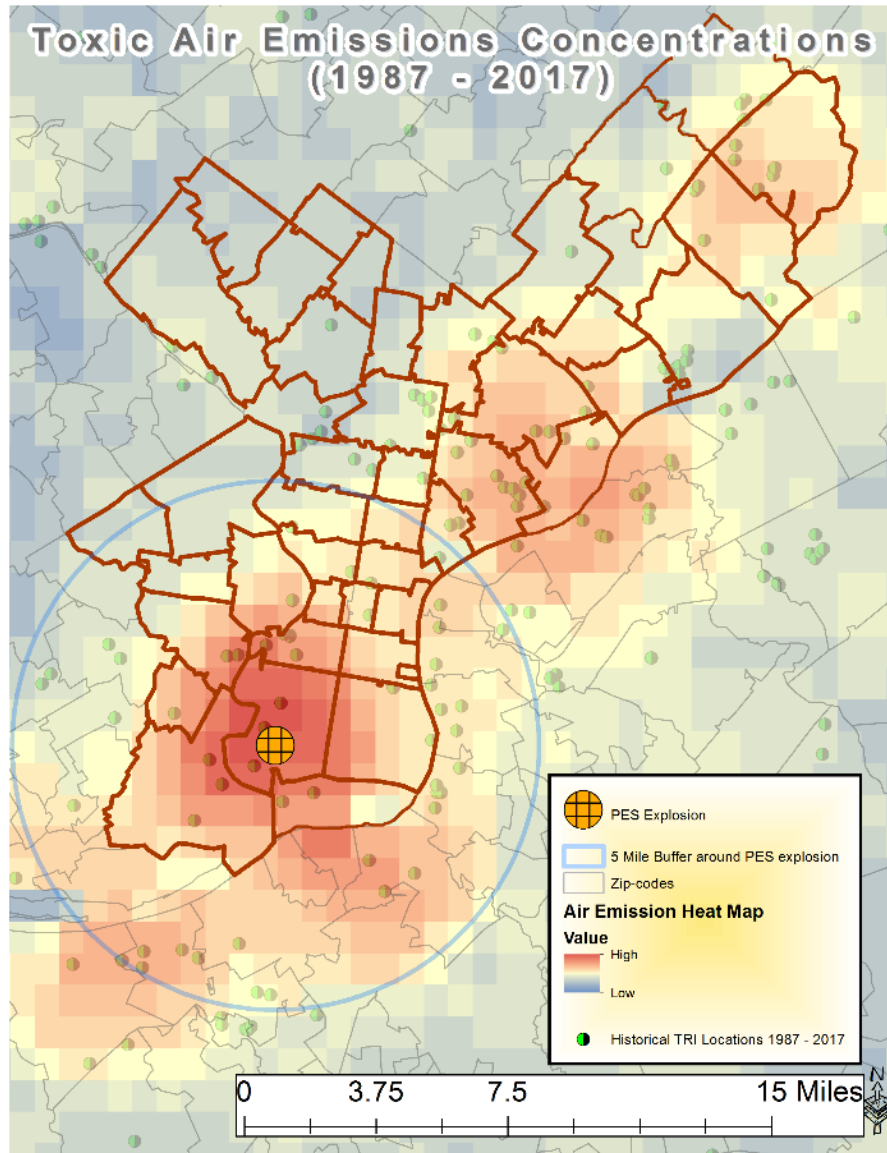 Toxic Air Emissions Concentrations
(1987 - 2017)
PES Explosion
5 Mile Buffer around PES explosion
Zip-codes
Air Emission Heat Map
Value
High
Low
Historical TRI Locations 1987 - 2017
0 3.75 7.5 15 Miles
N